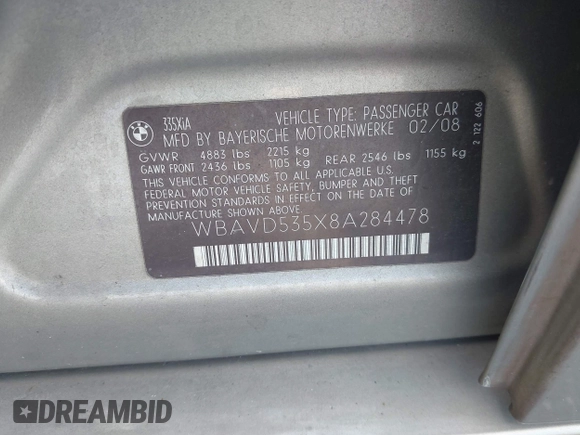 BMW
335XiA
VEHICLE TYPE: PASSENGER CAR
MFD BY BAYERISCHE MOTORENWERKE 02/08
GVWR 4883 lbs 2215 kg
GAWR FRONT 2436 lbs 1105 kg REAR 2546 lbs 1155 kg
THIS VEHICLE CONFORMS TO ALL APPLICABLE U.S.
FEDERAL MOTOR VEHICLE SAFETY, BUMPER AND THEFT
PREVENTION STANDARDS IN EFFECT ON THE DATE OF
MANUFACTURE SHOWN ABOVE.
WBAVD535X8A284478
2 122 606
DREAMBID